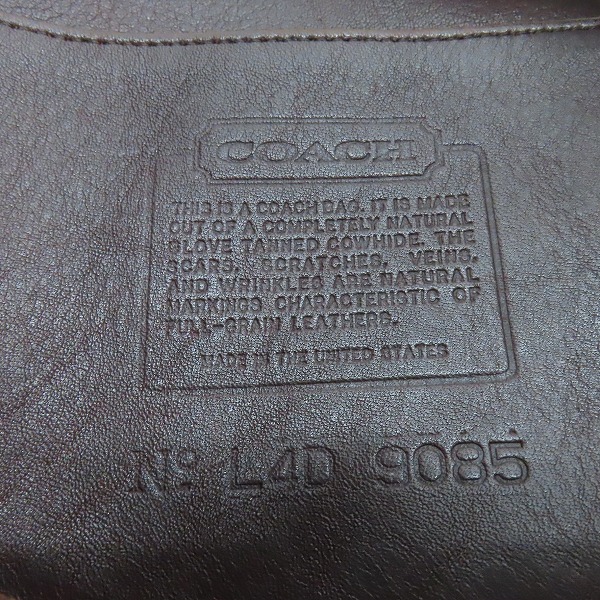 COACH
THIS IS A COACH BAG. IT IS MADE
OUT OF A COMPLETELY NATURAL
GLOVE TANNED COWHIDE. THE
SCARS, SCRATCHES, VEINS,
AND WRINKLES ARE NATURAL
MARKINGS CHARACTERISTIC OF
FULL-GRAIN LEATHERS.
MADE IN THE UNITED STATES
Nº L4D 9085